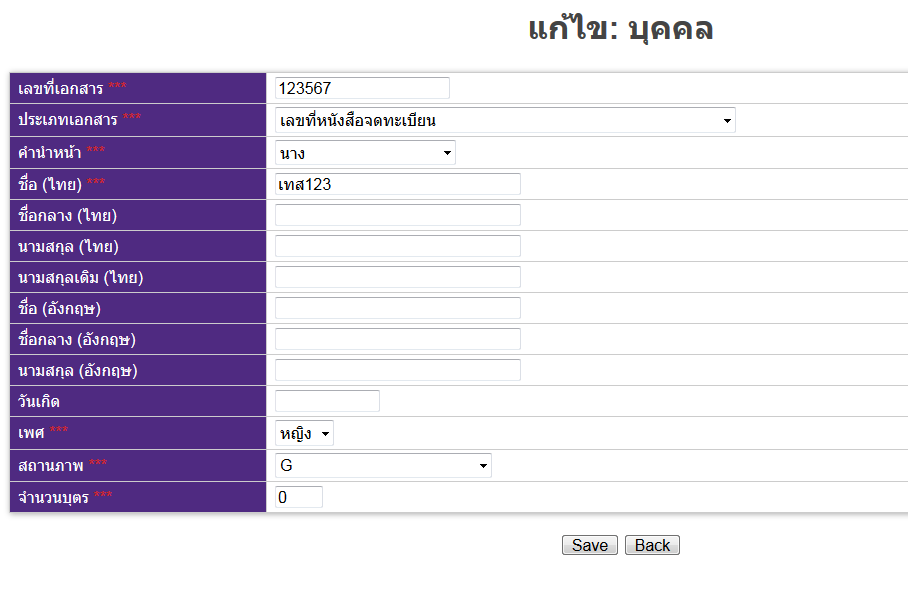 แก้ไข: บุคคล
เลขที่เอกสาร *** 123567
ประเภทเอกสาร *** เลขที่หนังสือจดทะเบียน
คำนำหน้า *** นาง
ชื่อ (ไทย) *** เทส123
ชื่อกลาง (ไทย)
นามสกุล (ไทย)
นามสกุลเดิม (ไทย)
ชื่อ (อังกฤษ)
ชื่อกลาง (อังกฤษ)
นามสกุล (อังกฤษ)
วันเกิด
เพศ *** หญิง
สถานภาพ *** G
จำนวนบุตร *** 0
Save Back